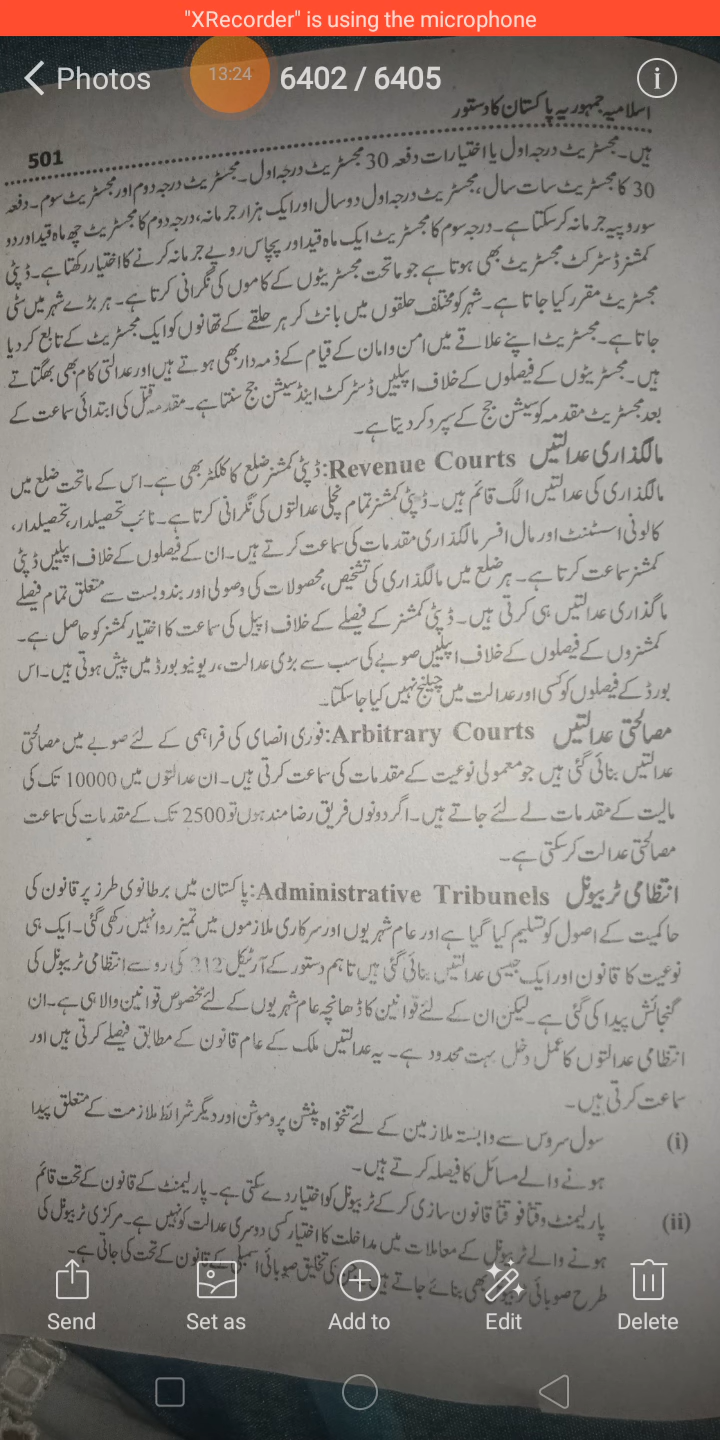 "XRecorder" is using the microphone
Photos
13:24
6402 / 6405
اسلامیہ جمہوریہ پاکستان کا دستور
501
ہیں۔ مجسٹریٹ درجہ اول یا اختیارات دفعہ 30 مجسٹریٹ درجہ اول۔ مجسٹریٹ درجہ دوم اور مجسٹریٹ سوم۔ دفعہ
30 کا مجسٹریٹ سات سال، مجسٹریٹ درجہ اول دو سال اور ایک ہزار جرمانہ، درجہ دوم کا مجسٹریٹ چھ ماہ قید اور دو
سو روپیہ جرمانہ کر سکتا ہے۔ درجہ سوم کا مجسٹریٹ ایک ماہ قید اور پچاس روپے جرمانہ کرنے کا اختیار رکھتا ہے۔ ڈپٹی
کمشنر ڈسٹرکٹ مجسٹریٹ بھی ہوتا ہے جو ماتحت مجسٹریٹوں کے کاموں کی نگرانی کرتا ہے۔ ہر بڑے شہر میں سٹی
مجسٹریٹ مقرر کیا جاتا ہے۔ شہر کو مختلف حلقوں میں بانٹ کر ہر حلقے کے تھانوں کو ایک مجسٹریٹ کے تابع کر دیا
جاتا ہے۔ مجسٹریٹ اپنے علاقے میں امن و امان کے قیام کے ذمہ دار بھی ہوتے ہیں اور عدالتی کام بھی بھگتاتے
ہیں۔ مجسٹریٹوں کے فیصلوں کے خلاف اپیلیں ڈسٹرکٹ اینڈ سیشن جج سنتا ہے۔ مقدمہ قتل کی ابتدائی سماعت کے
بعد مجسٹریٹ مقدمہ کو سیشن جج کے سپرد کر دیتا ہے۔
مالگذاری عدالتیں Revenue Courts: ڈپٹی کمشنر ضلع کا کلکٹر بھی ہے۔ اس کے ماتحت ضلع میں
مالگذاری کی عدالتیں الگ قائم ہیں۔ ڈپٹی کمشنر تمام نچلی عدالتوں کی نگرانی کرتا ہے۔ نائب تحصیلدار، تحصیلدار،
کالونی اسسٹنٹ اور مال افسر مالگذاری مقدمات کی سماعت کرتے ہیں۔ ان کے فیصلوں کے خلاف اپیلیں ڈپٹی
کمشنر سماعت کرتا ہے۔ ہر ضلع میں مالگذاری کی تشخیص، محصولات کی وصولی اور بندوبست سے متعلق تمام فیصلے
ماگذاری عدالتیں ہی کرتی ہیں۔ ڈپٹی کمشنر کے فیصلے کے خلاف اپیل کی سماعت کا اختیار کمشنر کو حاصل ہے۔
کمشنروں کے فیصلوں کے خلاف اپیلیں صوبے کی سب سے بڑی عدالت، ریونیو بورڈ میں پیش ہوتی ہیں۔ اس
بورڈ کے فیصلوں کو کسی اور عدالت میں چیلنج نہیں کیا جا سکتا۔
مصالحتی عدالتیں Arbitrary Courts: فوری انصای کی فراہمی کے لئے صوبے میں مصالحتی
عدالتیں بنائی گئی ہیں جو معمولی نوعیت کے مقدمات کی سماعت کرتی ہیں۔ ان عدالتوں میں 10000 تک کی
مالیت کے مقدمات لے لئے جاتے ہیں۔ اگر دونوں فریق رضامند ہوں تو 2500 تک کے مقدمات کی سماعت
مصالحتی عدالت کر سکتی ہے۔
انتظامی ٹریبونل Administrative Tribunels: پاکستان میں برطانوی طرز پر قانون کی
حاکمیت کے اصول کو تسلیم کیا گیا ہے اور عام شہریوں اور سرکاری ملازموں میں تمیز روا نہیں رکھی گئی۔ ایک ہی
نوعیت کا قانون اور ایک جیسی عدالتیں بنائی گئی ہیں تاہم دستور کے آرٹیکل 212 کی رو سے انتظامی ٹریبونل کی
گنجائش پیدا کی گئی ہے۔ لیکن ان کے لئے قوانین کا ڈھانچہ عام شہریوں کے لئے مخصوص قوانین والا ہی ہے۔ ان
انتظامی عدالتوں کا عمل دخل بہت محدود ہے۔ یہ عدالتیں ملک کے عام قانون کے مطابق فیصلے کرتی ہیں اور
سماعت کرتی ہیں۔
(i) سول سروس سے وابستہ ملازمین کے لئے تنخواہ پنشن پروموشن اور دیگر شرائط ملازمت کے متعلق پیدا
ہونے والے مسائل کا فیصلہ کرتے ہیں۔
(ii) پارلیمنٹ وقتاً فوقتاً قانون سازی کر کے ٹریبونل کو اختیار دے سکتی ہے۔ پارلیمنٹ کے قانون کے تحت قائم
ہونے والے ٹریبونل کے معاملات میں مداخلت کا اختیار کسی دوسری عدالت کو نہیں ہے۔ مرکزی ٹریبونل کی
طرح صوبائی ٹریبونل بھی بنائے جاتے ہیں جن کی تخلیق صوبائی اسمبلی کے قانون کے تحت کی جاتی ہے۔
Send
Set as
Add to
Edit
Delete